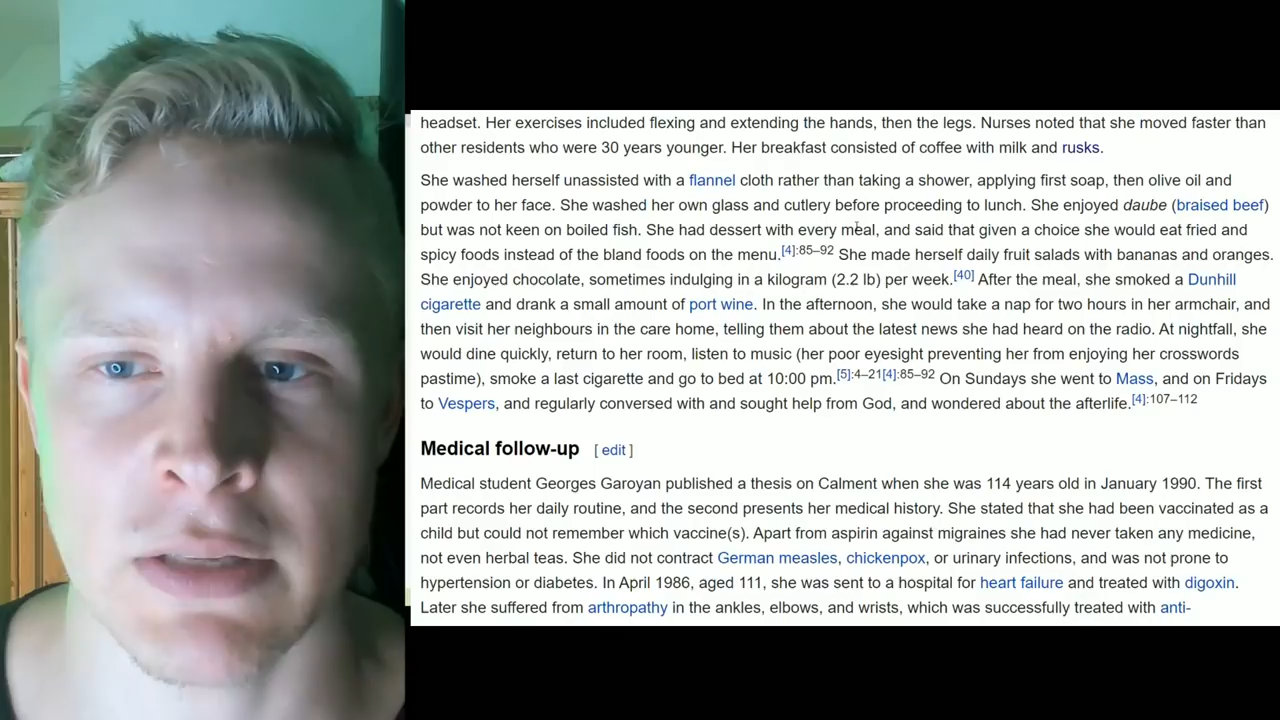 headset. Her exercises included flexing and extending the hands, then the legs. Nurses noted that she moved faster than
other residents who were 30 years younger. Her breakfast consisted of coffee with milk and rusks.
She washed herself unassisted with a flannel cloth rather than taking a shower, applying first soap, then olive oil and
powder to her face. She washed her own glass and cutlery before proceeding to lunch. She enjoyed daube (braised beef)
but was not keen on boiled fish. She had dessert with every meal, and said that given a choice she would eat fried and
spicy foods instead of the bland foods on the menu.[4]:85–92 She made herself daily fruit salads with bananas and oranges.
She enjoyed chocolate, sometimes indulging in a kilogram (2.2 lb) per week.[40] After the meal, she smoked a Dunhill
cigarette and drank a small amount of port wine. In the afternoon, she would take a nap for two hours in her armchair, and
then visit her neighbours in the care home, telling them about the latest news she had heard on the radio. At nightfall, she
would dine quickly, return to her room, listen to music (her poor eyesight preventing her from enjoying her crosswords
pastime), smoke a last cigarette and go to bed at 10:00 pm.[5]:4–21[4]:85–92 On Sundays she went to Mass, and on Fridays
to Vespers, and regularly conversed with and sought help from God, and wondered about the afterlife.[4]:107–112
Medical follow-up [ edit ]
Medical student Georges Garoyan published a thesis on Calment when she was 114 years old in January 1990. The first
part records her daily routine, and the second presents her medical history. She stated that she had been vaccinated as a
child but could not remember which vaccine(s). Apart from aspirin against migraines she had never taken any medicine,
not even herbal teas. She did not contract German measles, chickenpox, or urinary infections, and was not prone to
hypertension or diabetes. In April 1986, aged 111, she was sent to a hospital for heart failure and treated with digoxin.
Later she suffered from arthropathy in the ankles, elbows, and wrists, which was successfully treated with anti-